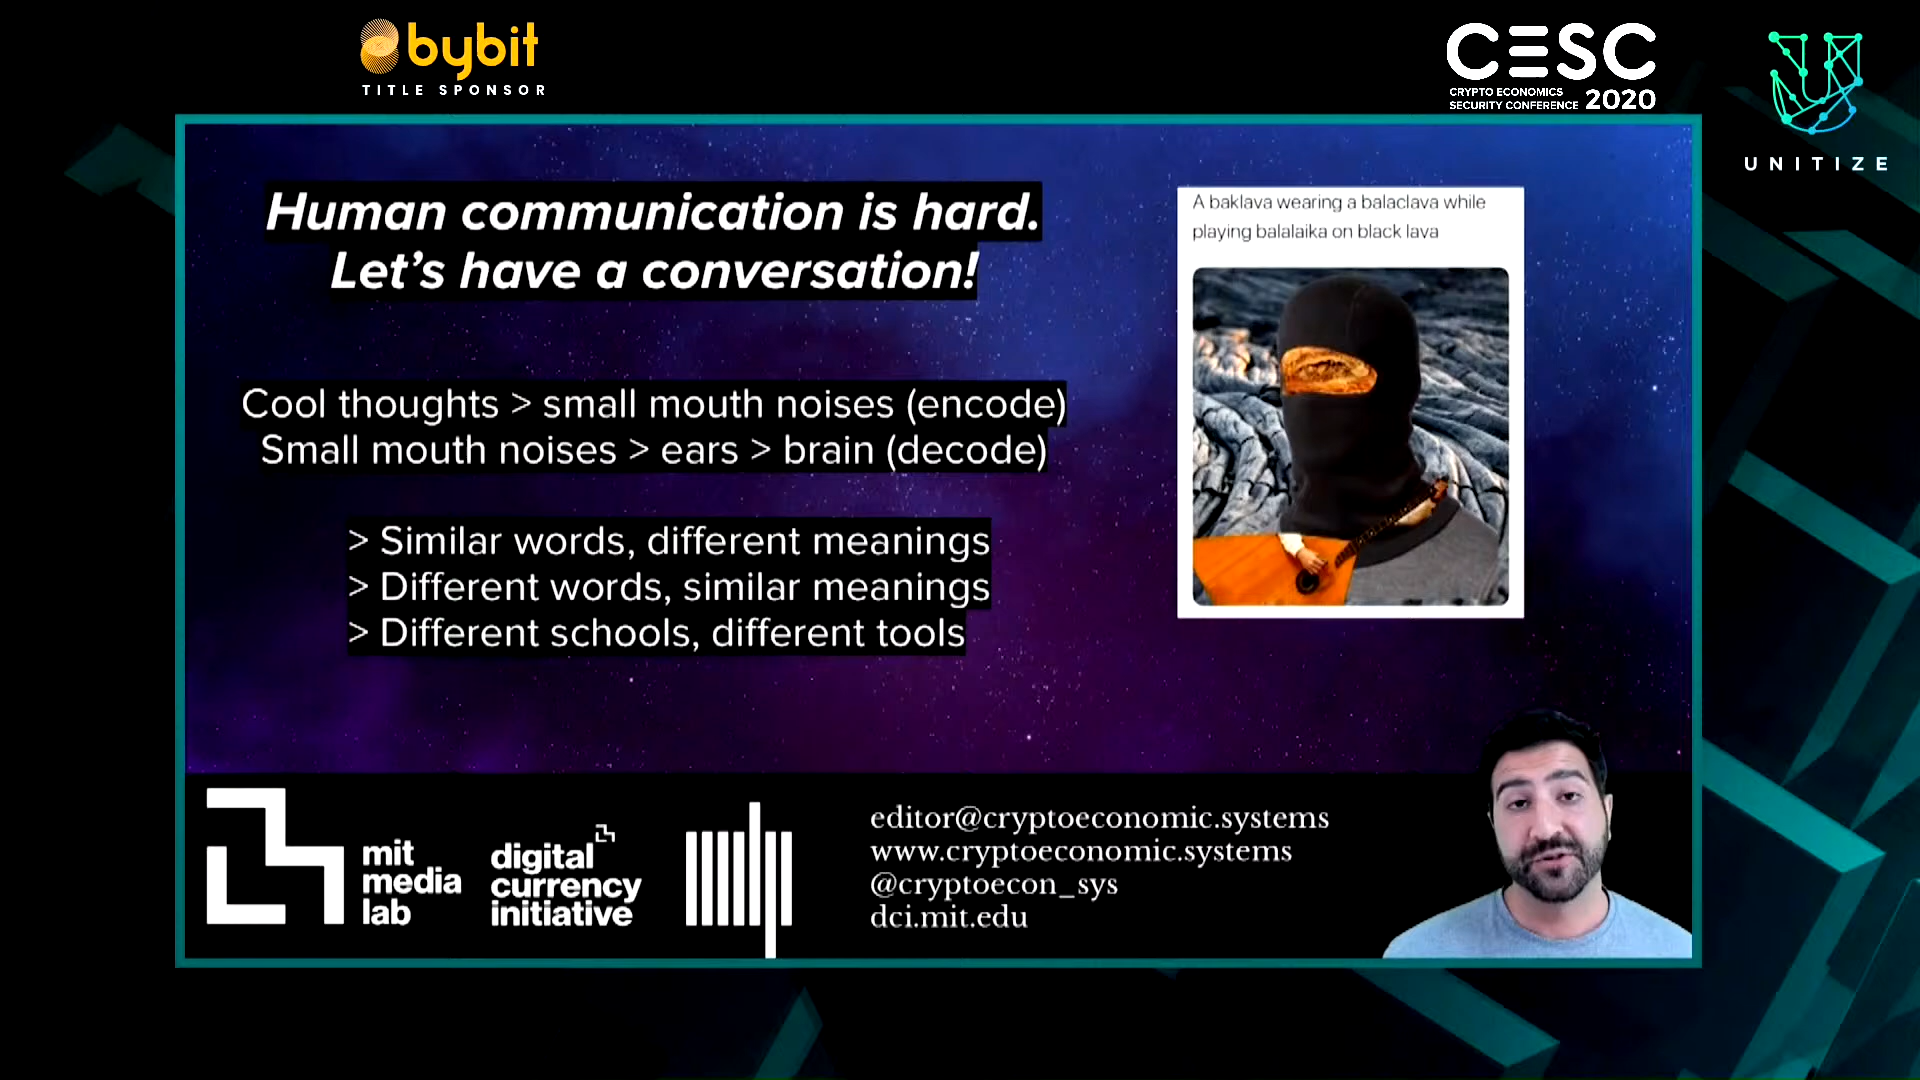 bybit
TITLE SPONSOR
CESC
CRYPTO ECONOMICS
SECURITY CONFERENCE 2020
UNITIZE
Human communication is hard.
Let's have a conversation!
A baklava wearing a balaclava while
playing balalaika on black lava
Cool thoughts > small mouth noises (encode)
Small mouth noises > ears > brain (decode)
> Similar words, different meanings
> Different words, similar meanings
> Different schools, different tools
mit
media
lab
digital
currency
initiative
editor@cryptoeconomic.systems
www.cryptoeconomic.systems
@cryptoecon_sys
dci.mit.edu